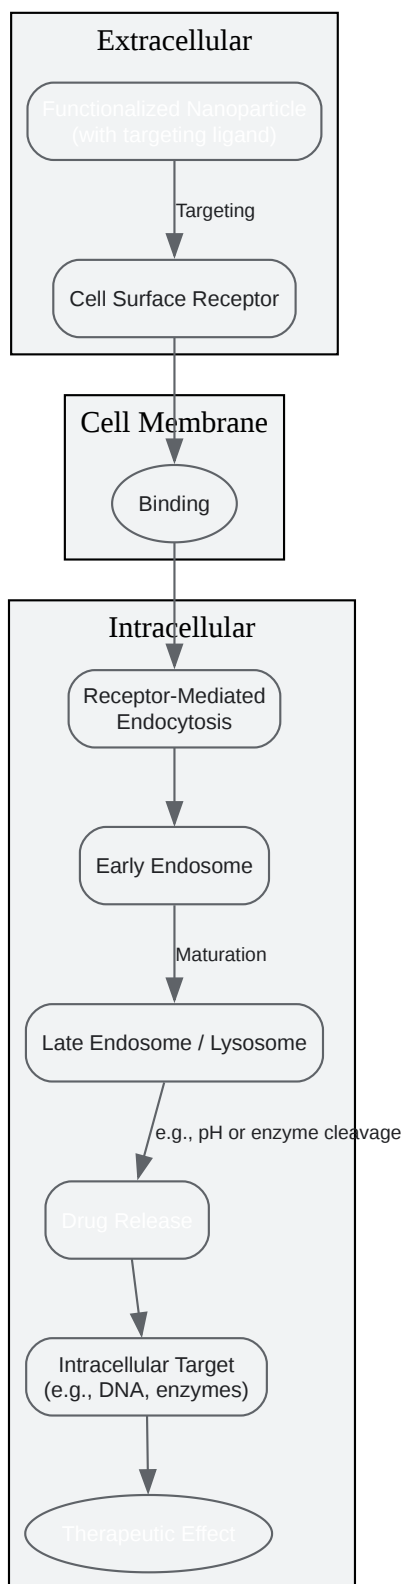 Extracellular
Functionalized Nanoparticle
(with targeting ligand)
Targeting
Cell Surface Receptor
Cell Membrane
Binding
Intracellular
Receptor-Mediated
Endocytosis
Early Endosome
Maturation
Late Endosome / Lysosome
e.g., pH or enzyme cleavage
Drug Release
Intracellular Target
(e.g., DNA, enzymes)
Therapeutic Effect